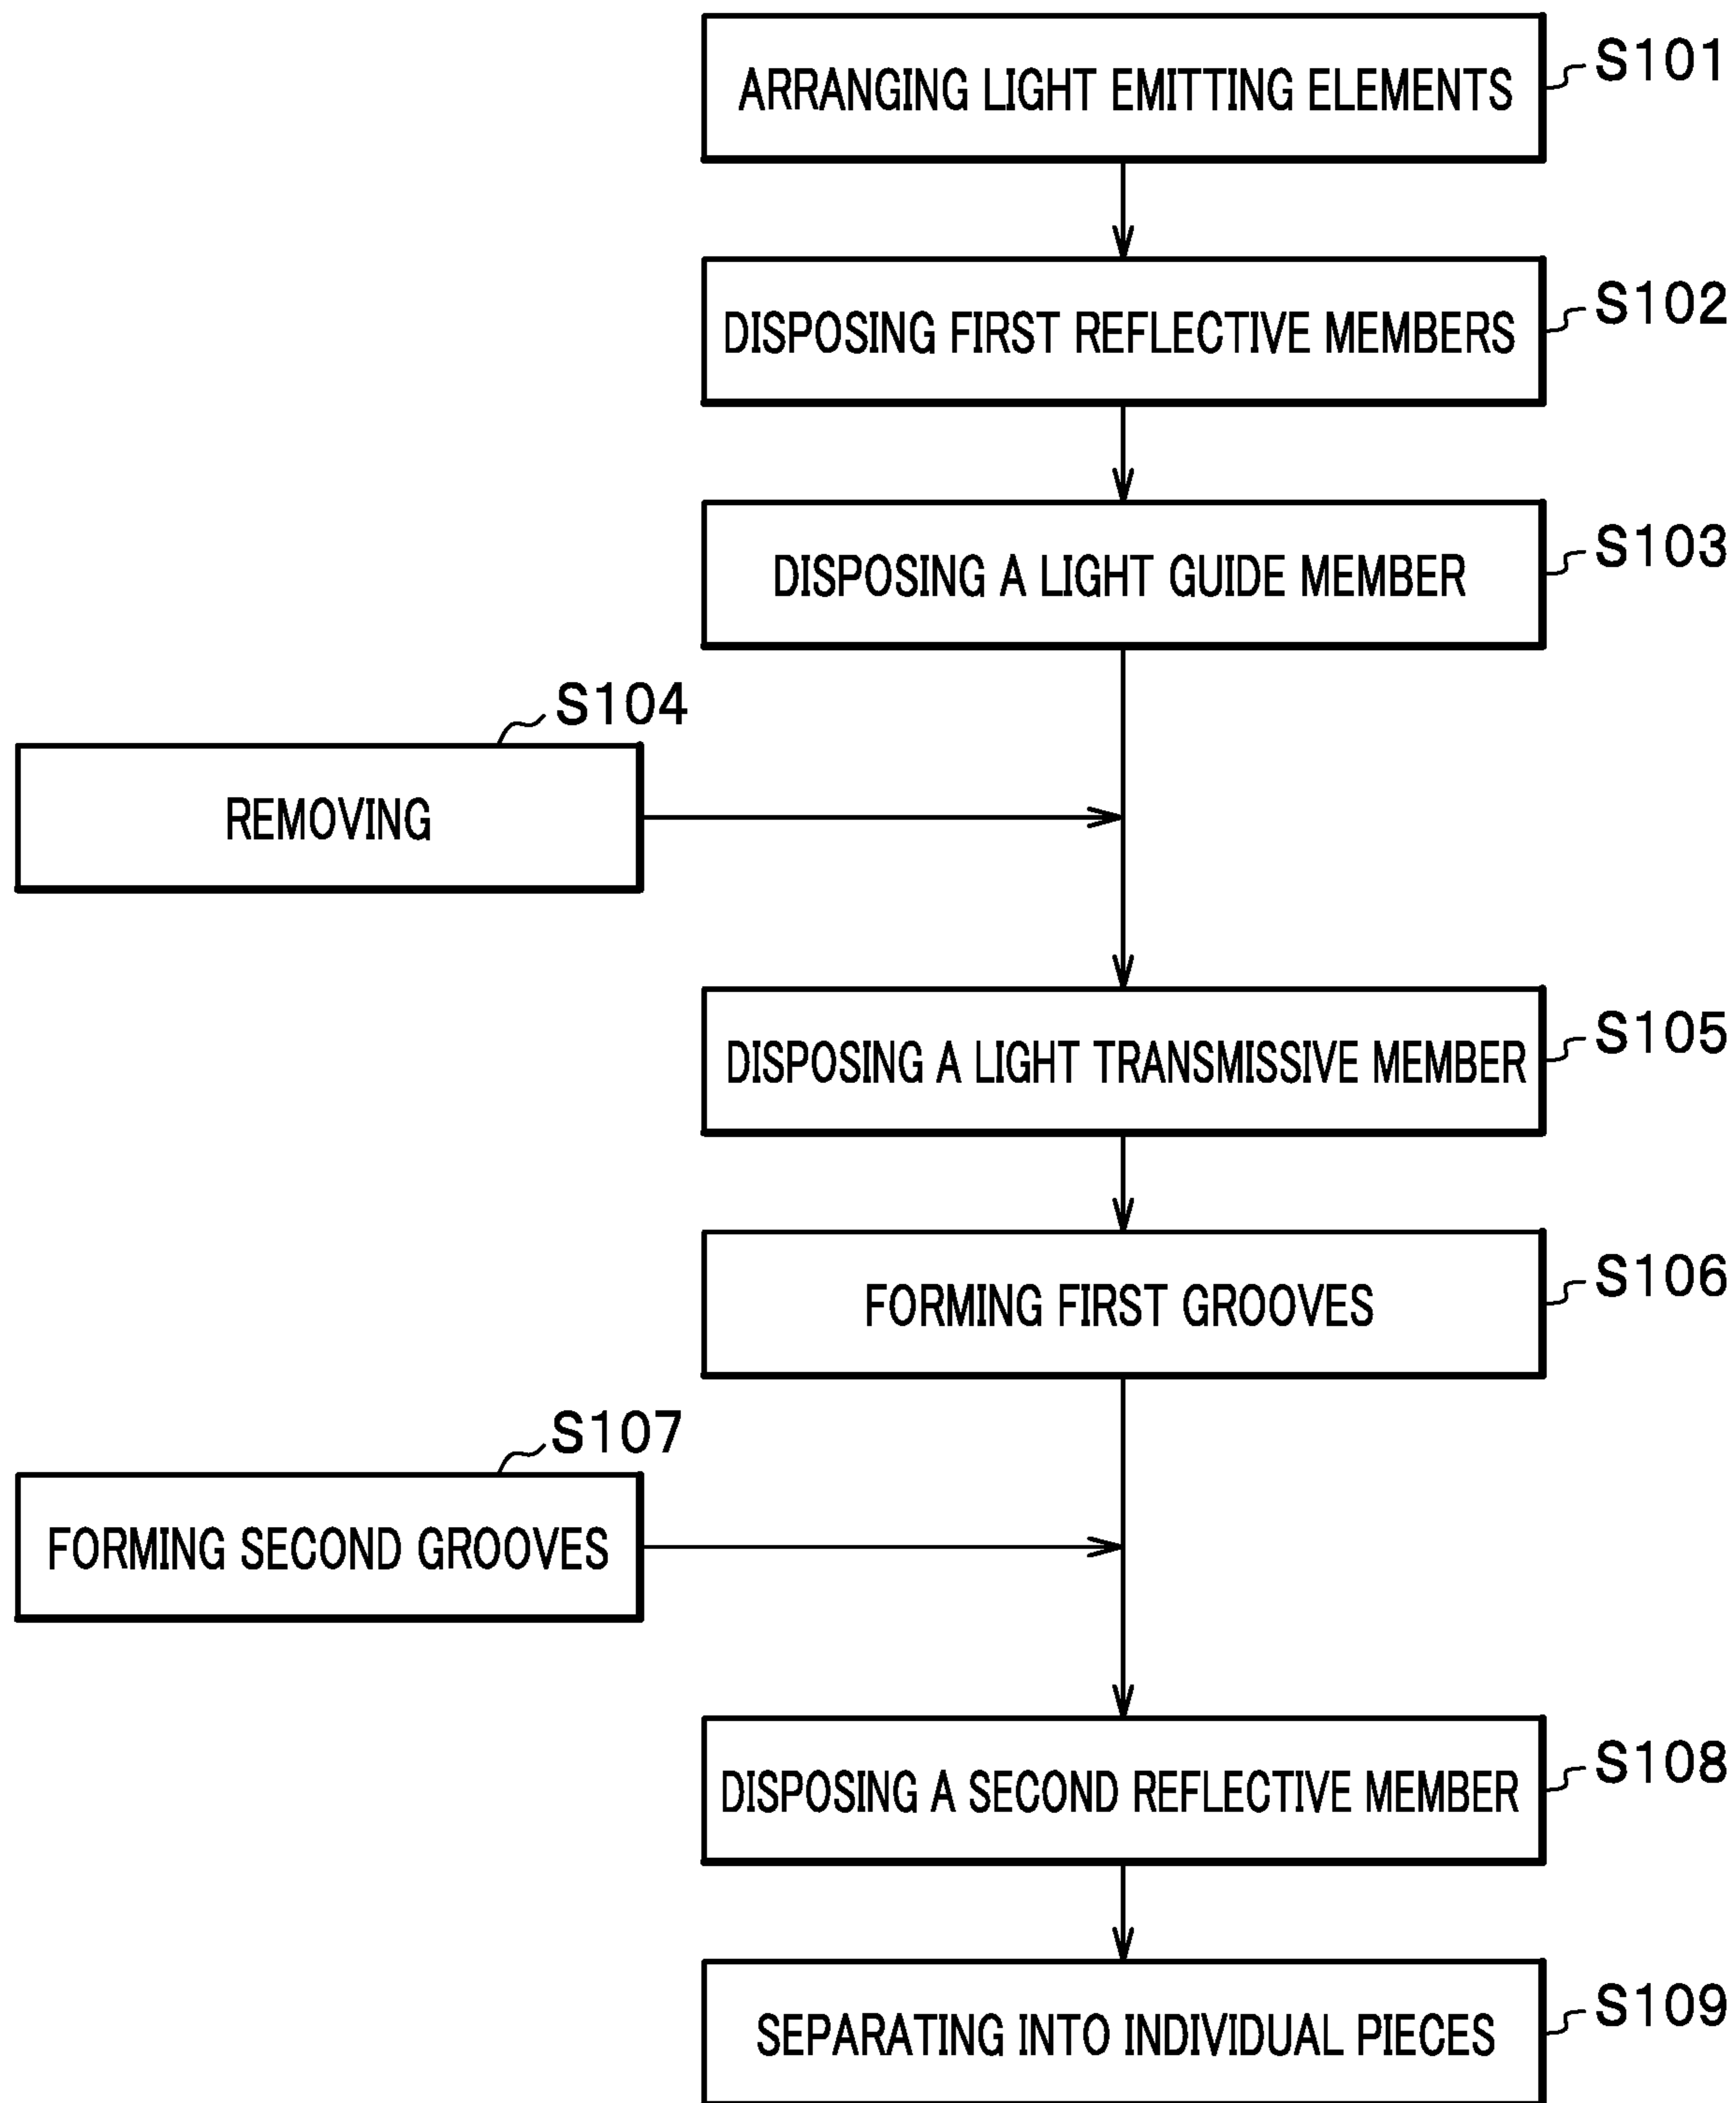 ARRANGING LIGHT EMITTING ELEMENTS
S101
DISPOSING FIRST REFLECTIVE MEMBERS
S102
DISPOSING A LIGHT GUIDE MEMBER
S103
S104
REMOVING
DISPOSING A LIGHT TRANSMISSIVE MEMBER
S105
FORMING FIRST GROOVES
S106
S107
FORMING SECOND GROOVES
DISPOSING A SECOND REFLECTIVE MEMBER
S108
SEPARATING INTO INDIVIDUAL PIECES
S109